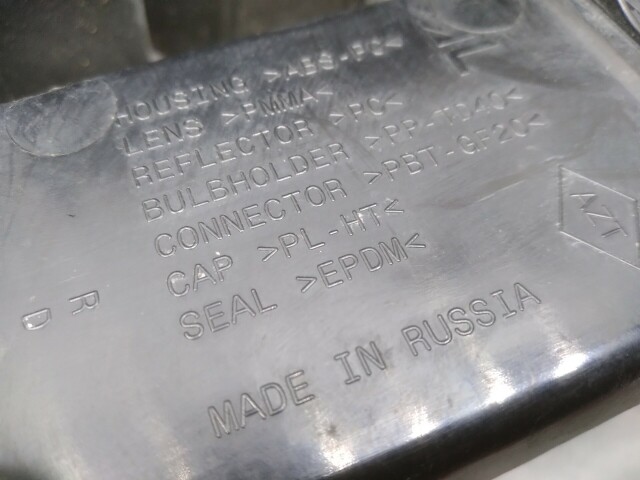 HOUSING >ABS-PC<
LENS >PMMA<
REFLECTOR >PC<
BULBHOLDER >PP-TD40<
CONNECTOR >PBT-GF20<
CAP >PL-HT<
SEAL >EPDM<
MADE IN RUSSIA
AZT
R
D